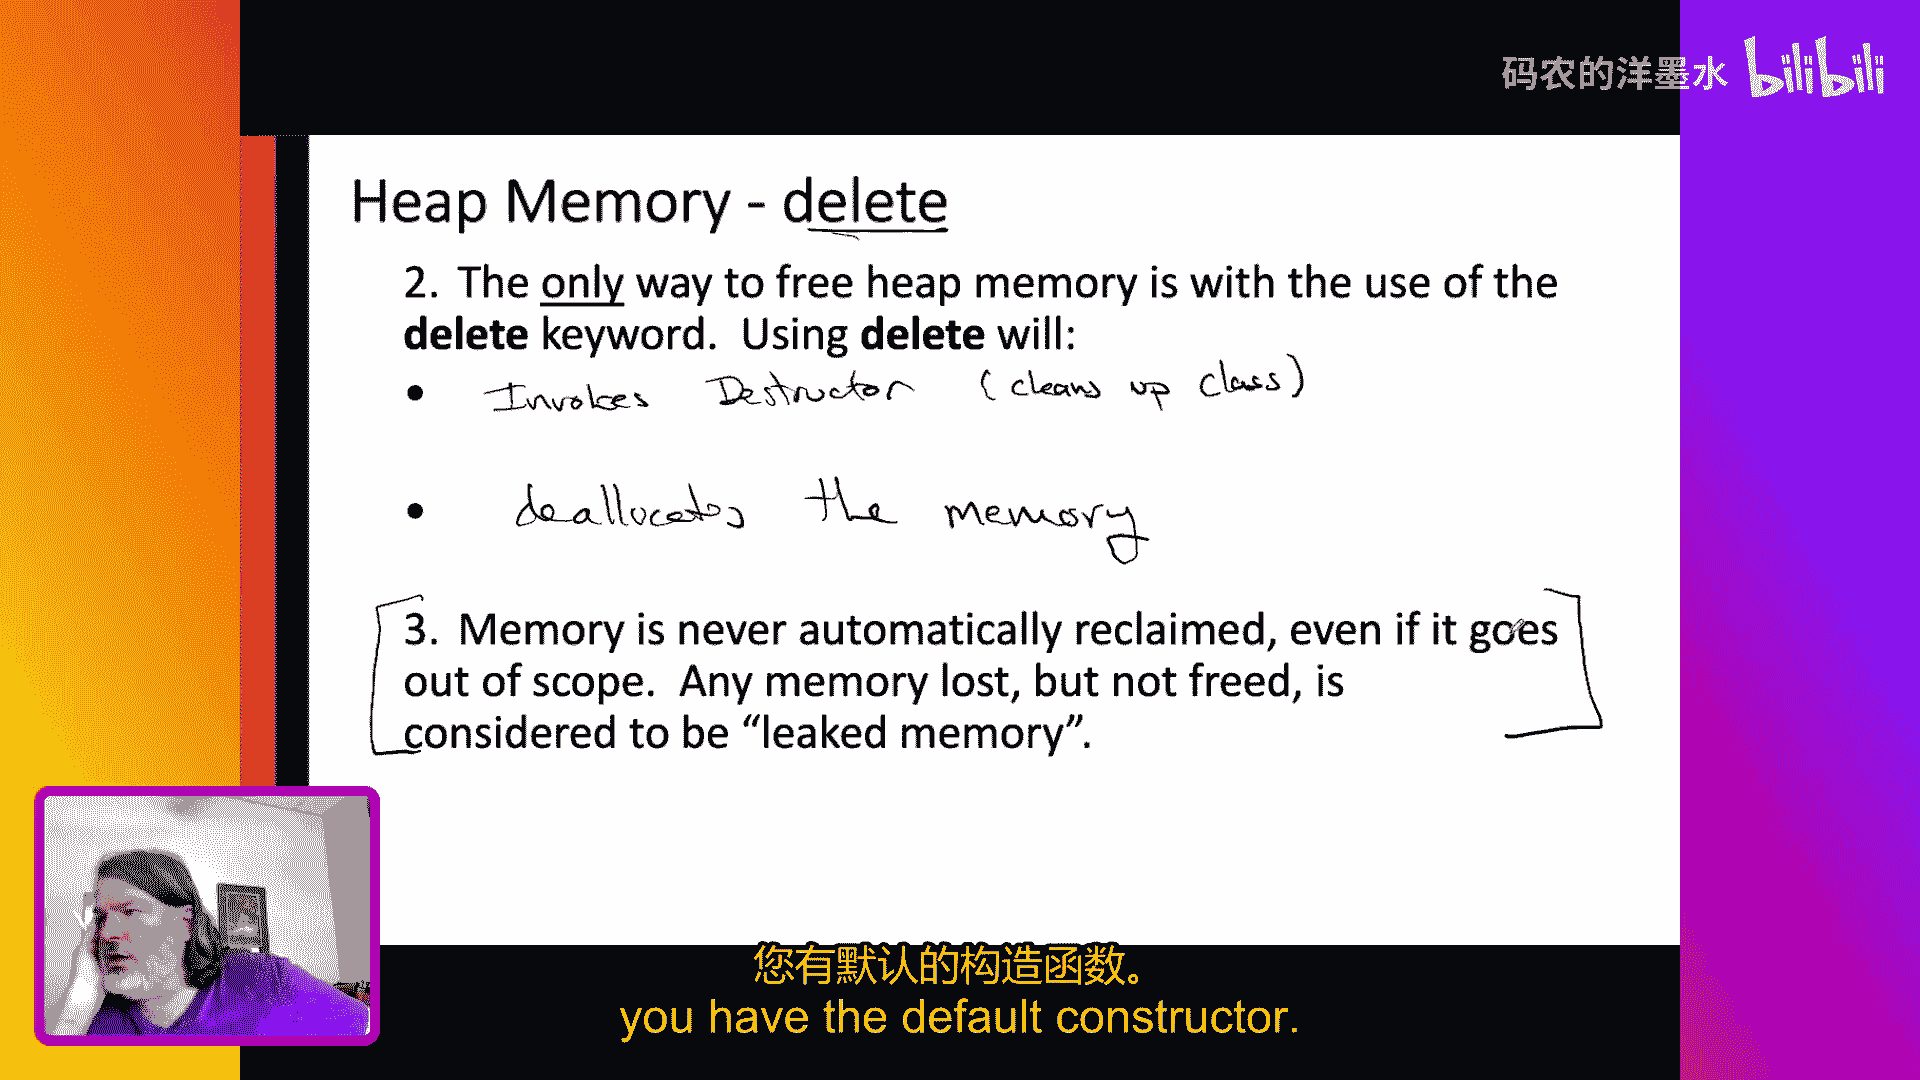 码农的洋墨水 bilibili
Heap Memory - delete
2. The only way to free heap memory is with the use of the
delete keyword. Using delete will:
• Invokes Destructor (cleans up class)
• deallocates the memory
3. Memory is never automatically reclaimed, even if it goes
out of scope. Any memory lost, but not freed, is
considered to be “leaked memory”.
您有默认的构造函数。
you have the default constructor.